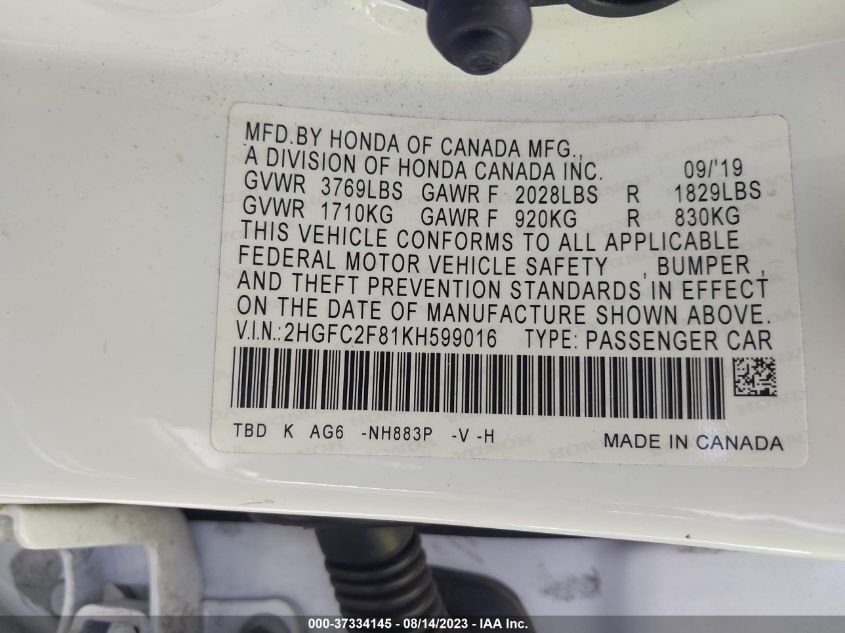 MFD.BY HONDA OF CANADA MFG.,
A DIVISION OF HONDA CANADA INC. 09/'19
GVWR 3769LBS GAWR F 2028LBS R 1829LBS
GVWR 1710KG GAWR F 920KG R 830KG
THIS VEHICLE CONFORMS TO ALL APPLICABLE
FEDERAL MOTOR VEHICLE SAFETY , BUMPER ,
AND THEFT PREVENTION STANDARDS IN EFFECT
ON THE DATE OF MANUFACTURE SHOWN ABOVE.
V.I.N.:2HGFC2F81KH599016 TYPE: PASSENGER CAR
TBD K AG6 -NH883P -V -H MADE IN CANADA
000-37334145 - 08/14/2023 - IAA Inc.